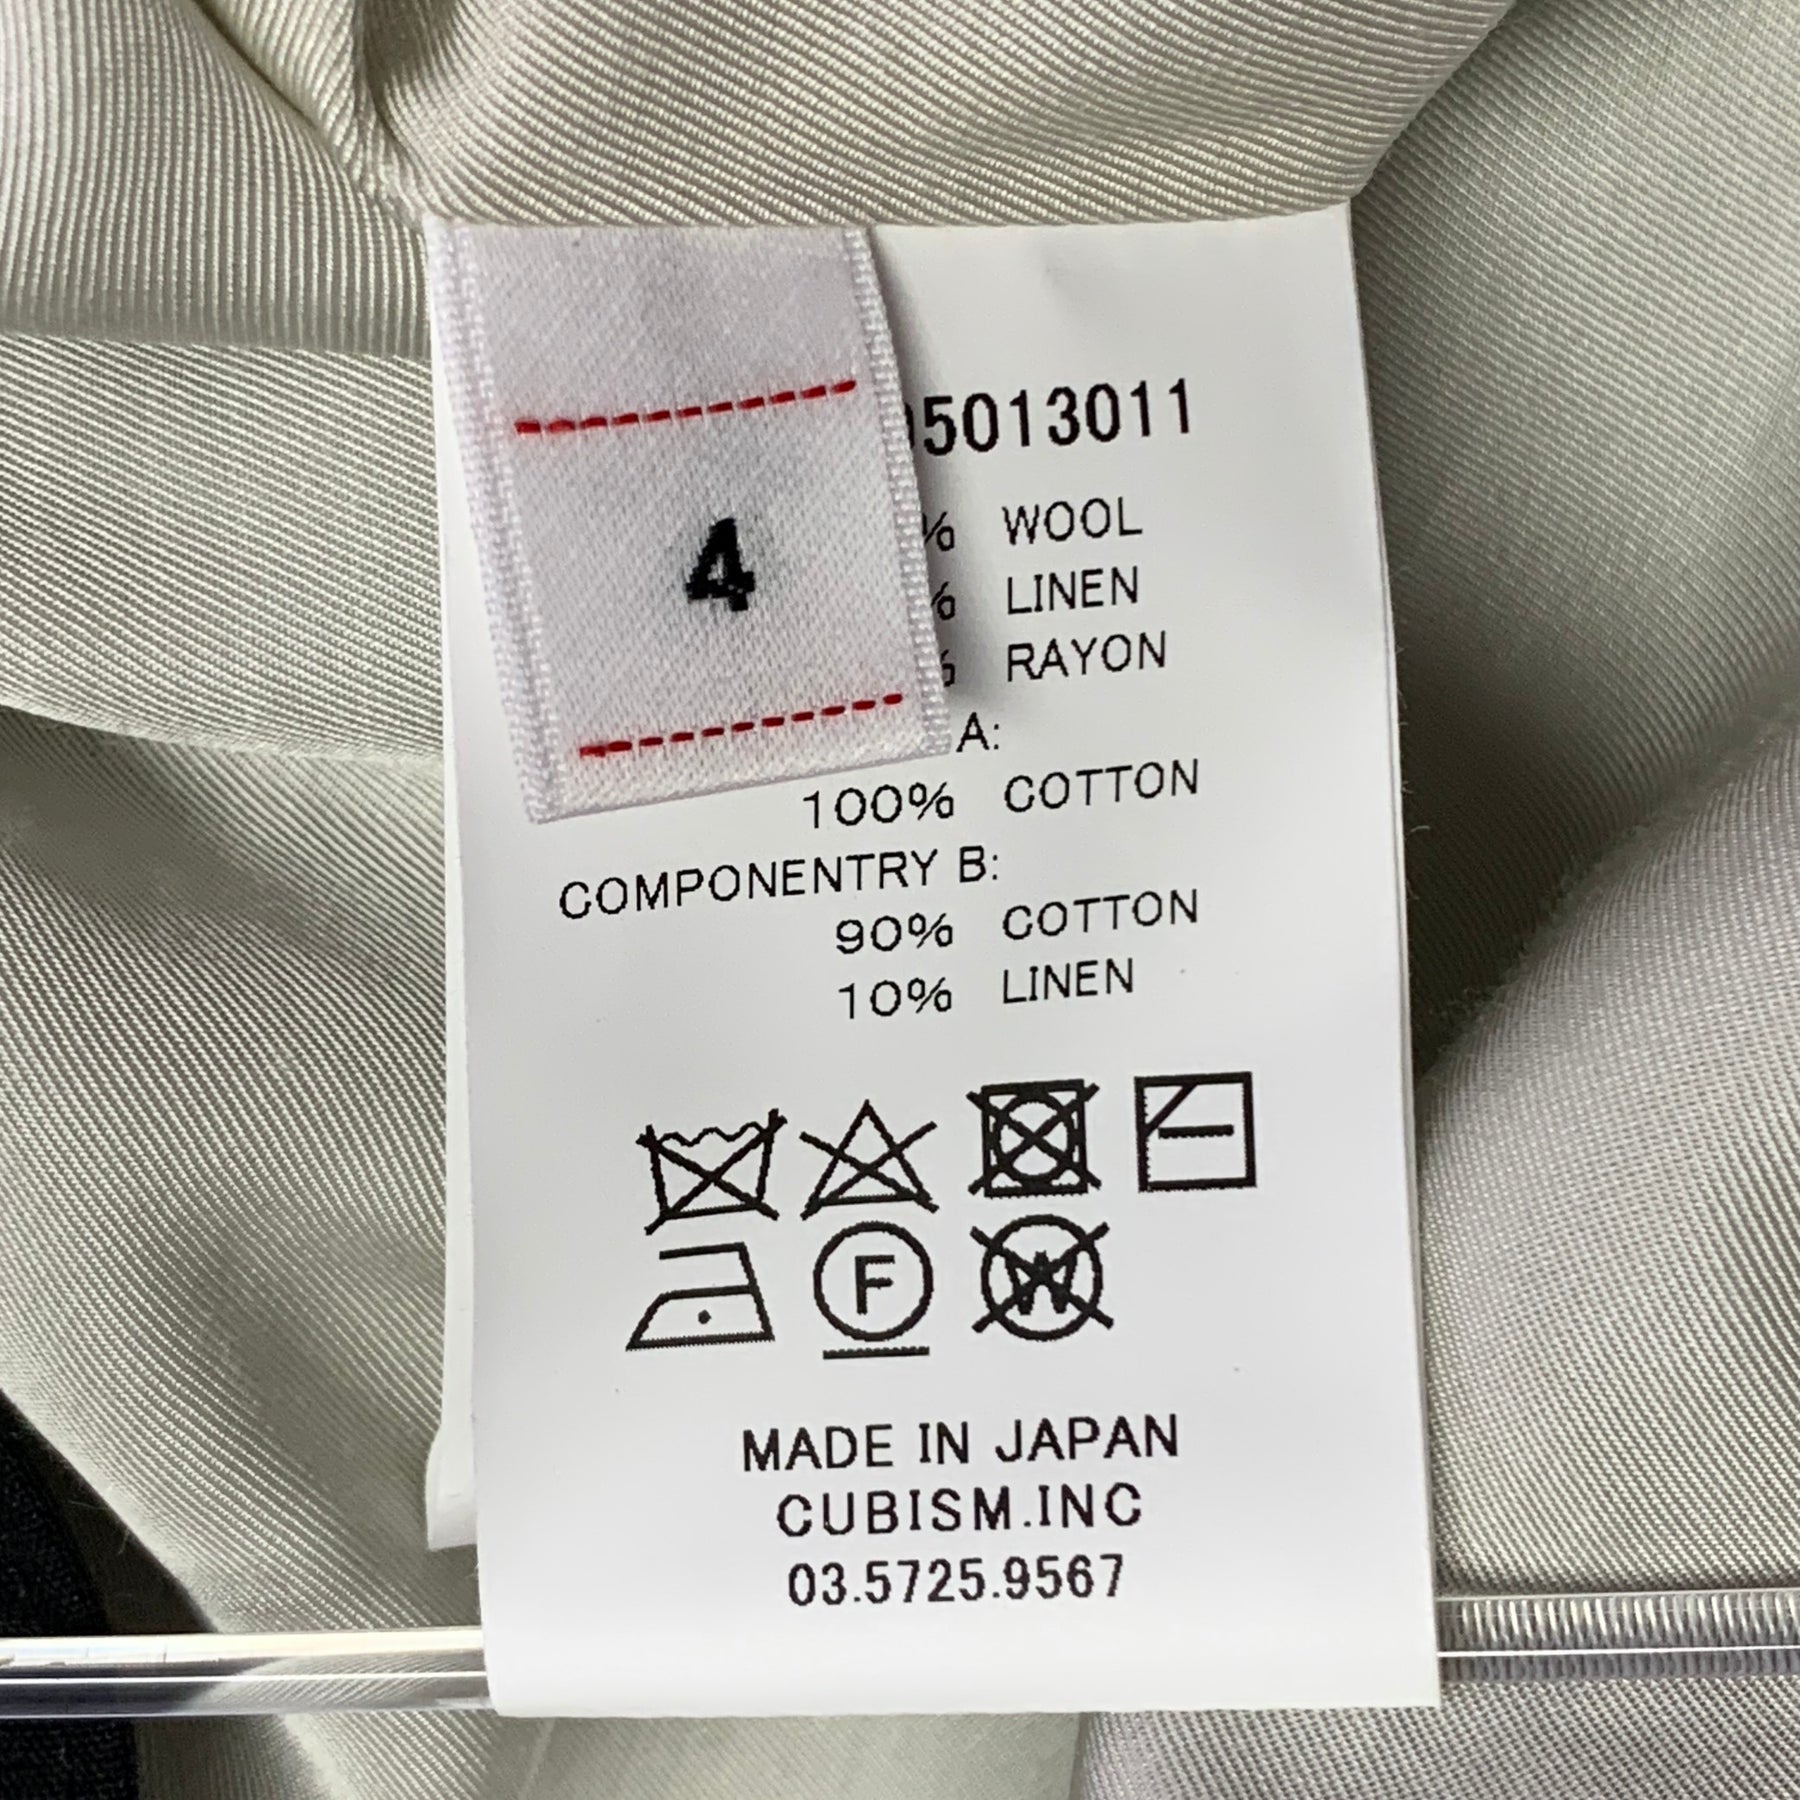 4
5013011
% WOOL
% LINEN
% RAYON
A:
100% COTTON
COMPONENTRY B:
90% COTTON
10% LINEN
F
W
MADE IN JAPAN
CUBISM.INC
03.5725.9567